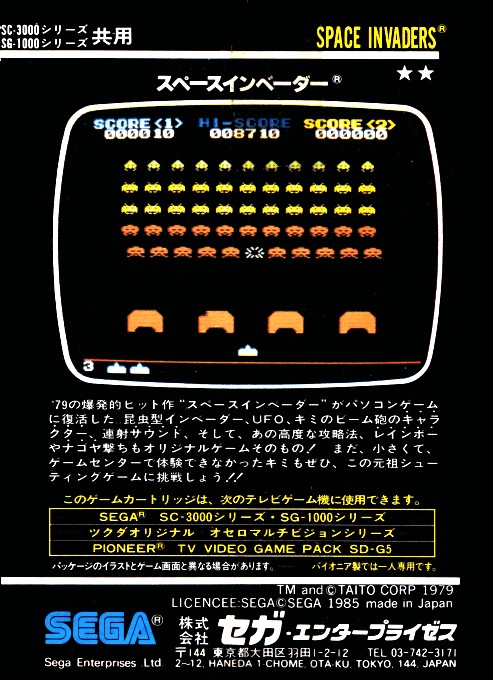 SC-3000シリーズ
SG-1000シリーズ 共用
SPACE INVADERS®
★★
スペースインベーダー®
SCORE<1> HI-SCORE SCORE<2>
000010 008710 000000
3
'79の爆発的ヒット作“スペースインベーダー”がパソコンゲーム
に復活した。昆虫型インベーダー、UFO、キミのビーム砲のキャラ
クター、連射サウンド、そして、あの高度な攻略法、レインボー
やナゴヤ撃ちもオリジナルゲームそのもの！ まだ、小さくて、
ゲームセンターで体験できなかったキミもぜひ、この元祖シュー
ティングゲームに挑戦しよう!!
このゲームカートリッジは、次のテレビゲーム機に使用できます。
SEGA® SC-3000シリーズ・SG-1000シリーズ
ツクダオリジナル オセロマルチビジョンシリーズ
PIONEER® TV VIDEO GAME PACK SD-G5
パッケージのイラストとゲーム画面と異なる場合があります。 パイオニア製では一人専用です。
TM and ©TAITO CORP 1979
LICENCEE:SEGA©SEGA 1985 made in Japan
SEGA® 株式会社 セガ・エンタープライゼス
〒144 東京都大田区羽田1-2-12 TEL 03-742-3171
Sega Enterprises .Ltd. 2~12, HANEDA 1-CHOME, OTA-KU, TOKYO, 144, JAPAN